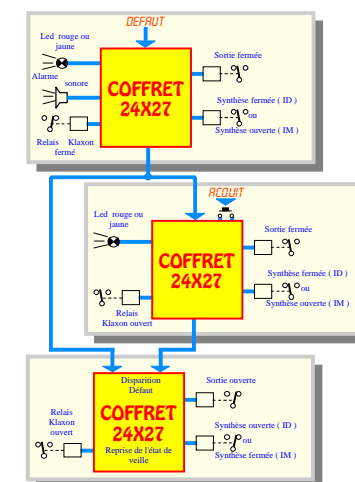 DEFAUT
Led rouge ou
jaune
Alarme
sonore
Relais Klaxon
fermé
COFFRET
24X27
Sortie fermée
Synthèse fermée ( ID )
ou
Synthèse ouverte ( IM )
ACQUIT
Led rouge ou
jaune
Relais
Klaxon ouvert
COFFRET
24X27
Sortie fermée
Synthèse fermée ( ID )
ou
Synthèse ouverte ( IM )
Disparition
Défaut
COFFRET
24X27
Reprise de l'état de
veille
Relais
Klaxon
ouvert
Sortie ouverte
Synthèse ouverte ( ID )
ou
Synthèse fermée ( IM )